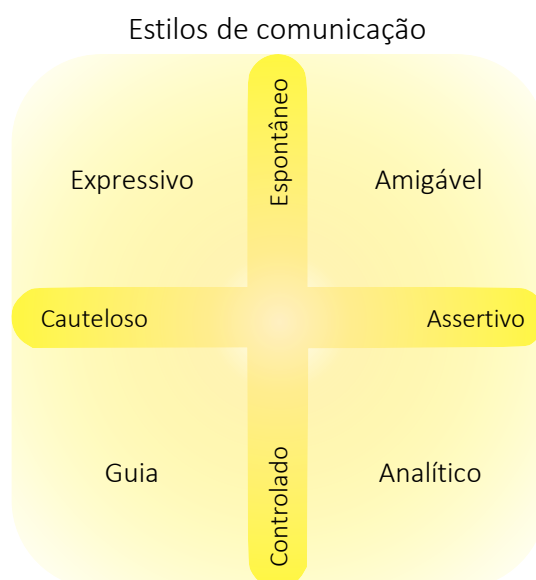 Estilos de comunicação
Espontâneo
Expressivo
Amigável
Cauteloso
Assertivo
Guia
Controlado
Analítico